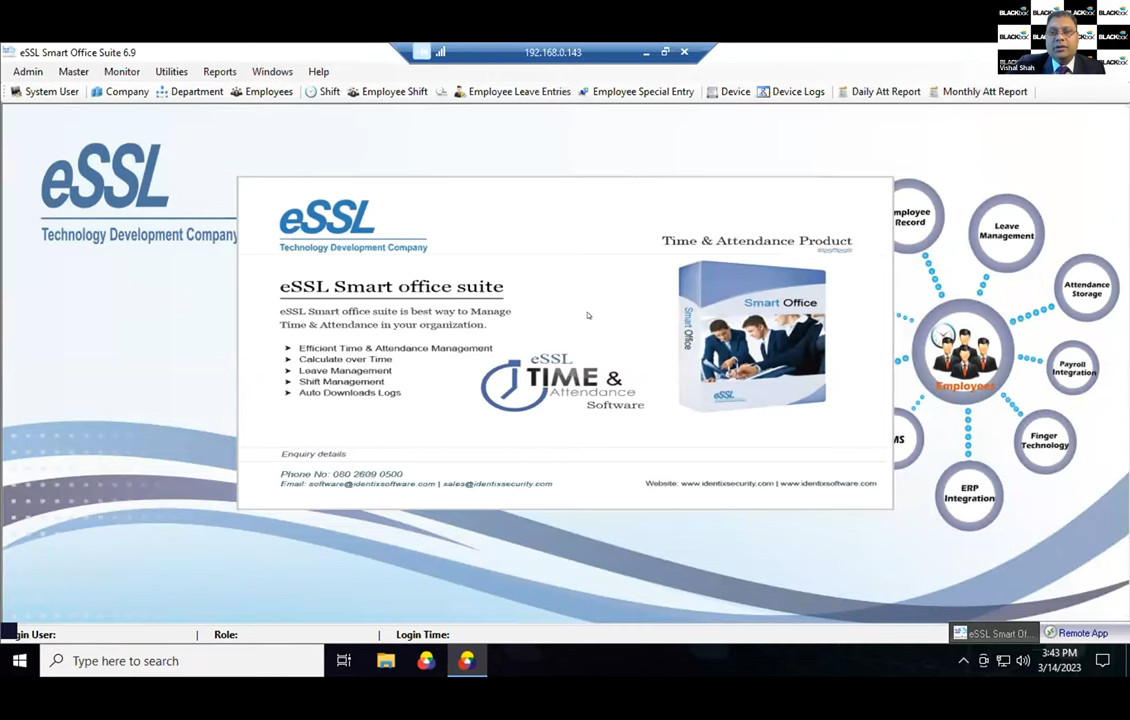 eSSL Smart Office Suite 6.9
192.168.0.143
BLACKbox
Vishal Shah
Admin Master Monitor Utilities Reports Windows Help
System User Company Department Employees Shift Employee Shift Employee Leave Entries Employee Special Entry Device Device Logs Daily Att Report Monthly Att Report
eSSL
Technology Development Company
eSSL
Technology Development Company
Time & Attendance Product
eSSL Smart office suite
eSSL Smart office suite is best way to Manage
Time & Attendance in your organization.
➤ Efficient Time & Attendance Management
➤ Calculate over Time
➤ Leave Management
➤ Shift Management
➤ Auto Downloads Logs
eSSL
TIME &
Attendance
Software
Smart Office
Smart Office
eSSL
Enquiry details
Phone No: 080 2609 0500
Email: software@identixsoftware.com | sales@identixsecurity.com
Website: www.identixsecurity.com | www.identixsoftware.com
mployee
Record
Leave
Management
Attendance
Storage
Employees
Payroll
Integration
Finger
Technology
MS
ERP
Integration
gin User: | Role: | Login Time:
eSSL Smart Of...
Remote App
Type here to search
3:43 PM
3/14/2023